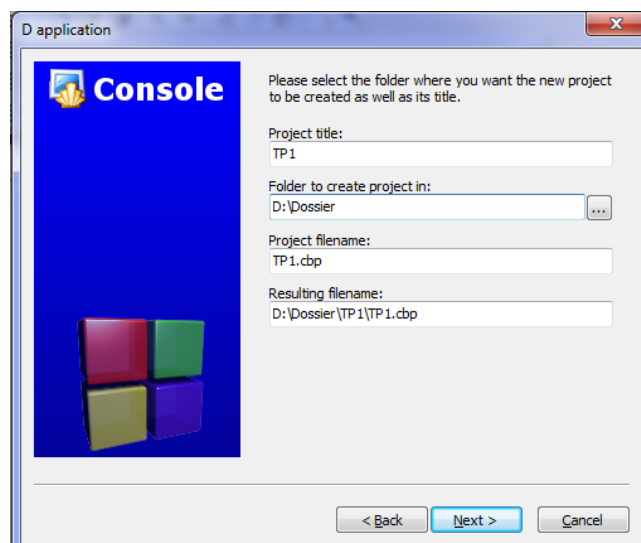 D application
Console
Please select the folder where you want the new project
to be created as well as its title.
Project title:
TP1
Folder to create project in:
D:\Dossier
...
Project filename:
TP1.cbp
Resulting filename:
D:\Dossier\TP1\TP1.cbp
< Back
Next >
Cancel